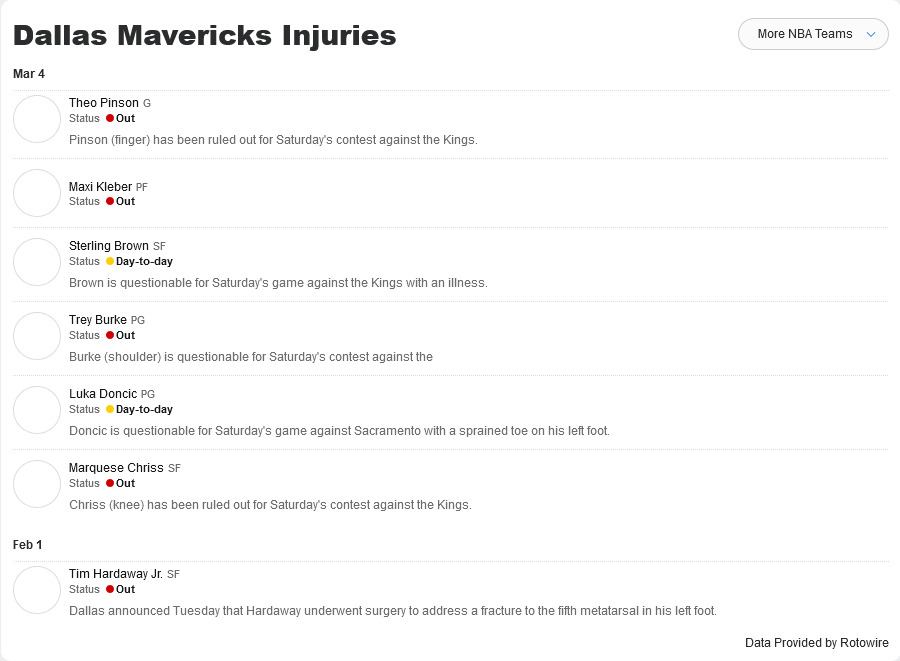 Dallas Mavericks Injuries
More NBA Teams
Mar 4
Theo Pinson G
Status Out
Pinson (finger) has been ruled out for Saturday's contest against the Kings.
Maxi Kleber PF
Status Out
Sterling Brown SF
Status Day-to-day
Brown is questionable for Saturday's game against the Kings with an illness.
Trey Burke PG
Status Out
Burke (shoulder) is questionable for Saturday's contest against the
Luka Doncic PG
Status Day-to-day
Doncic is questionable for Saturday's game against Sacramento with a sprained toe on his left foot.
Marquese Chriss SF
Status Out
Chriss (knee) has been ruled out for Saturday's contest against the Kings.
Feb 1
Tim Hardaway Jr. SF
Status Out
Dallas announced Tuesday that Hardaway underwent surgery to address a fracture to the fifth metatarsal in his left foot.
Data Provided by Rotowire